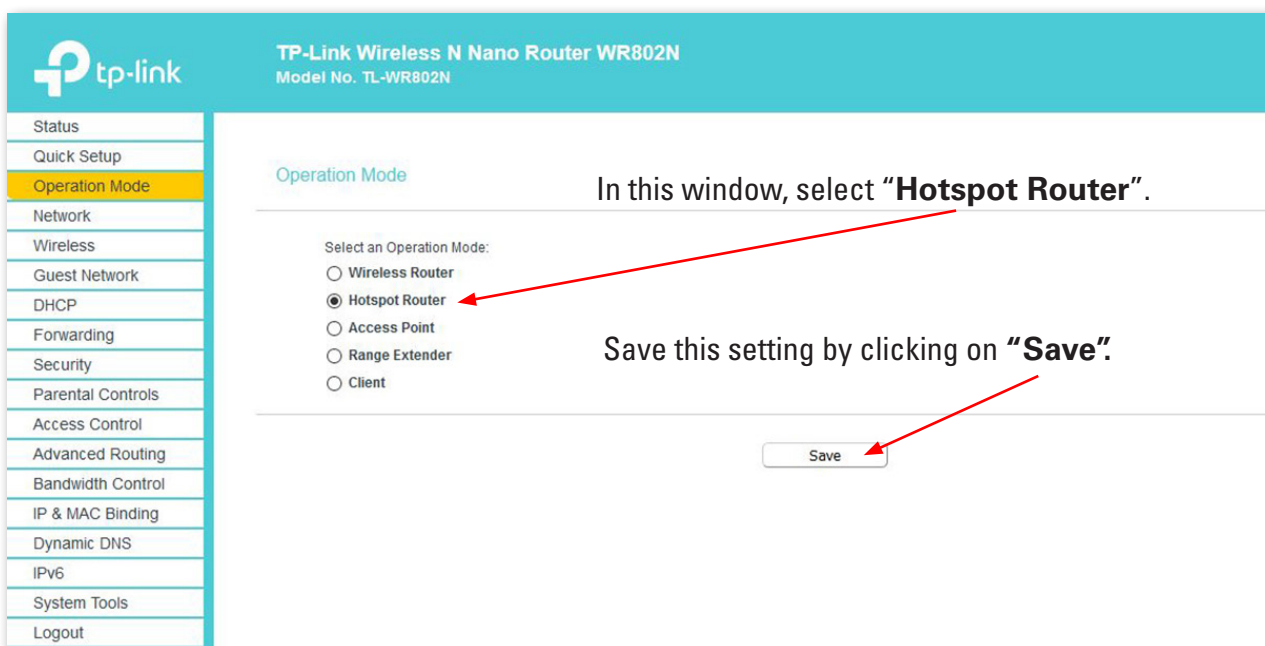 tp-link
TP-Link Wireless N Nano Router WR802N
Model No. TL-WR802N
Status
Quick Setup
Operation Mode
Network
Wireless
Guest Network
DHCP
Forwarding
Security
Parental Controls
Access Control
Advanced Routing
Bandwidth Control
IP & MAC Binding
Dynamic DNS
IPv6
System Tools
Logout
Operation Mode
In this window, select “Hotspot Router”.
Select an Operation Mode:
Wireless Router
Hotspot Router
Access Point
Range Extender
Client
Save this setting by clicking on “Save”.
Save